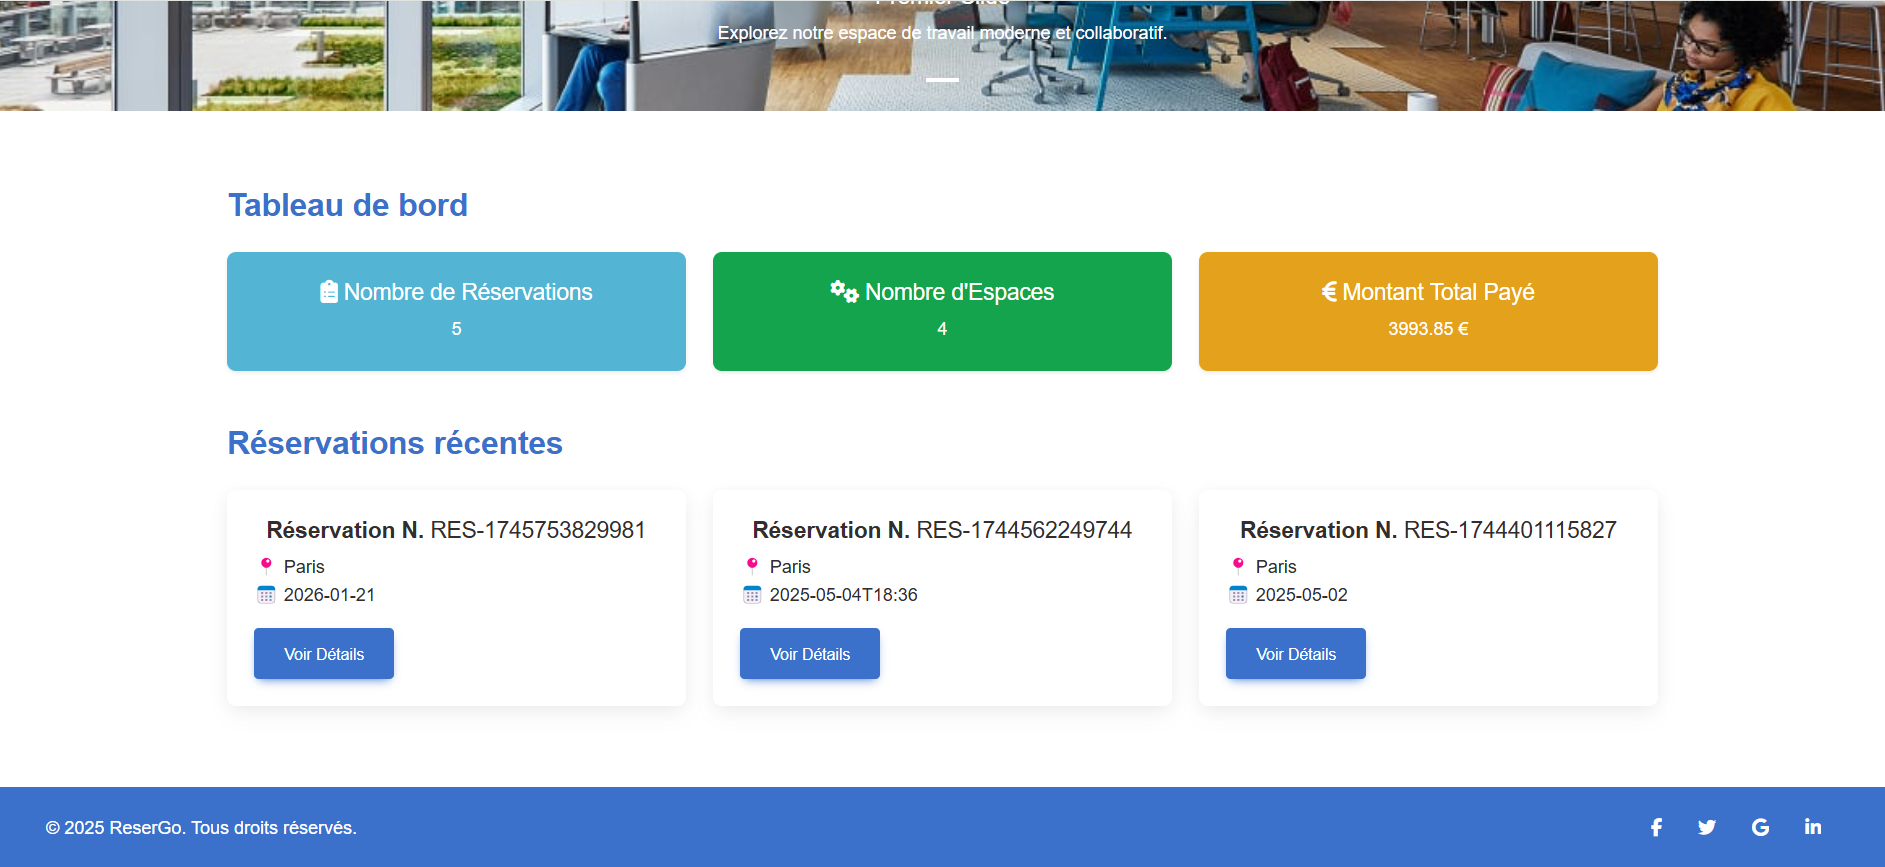 Premier Slide
Explorez notre espace de travail moderne et collaboratif.
Tableau de bord
Nombre de Réservations
5
Nombre d'Espaces
4
€ Montant Total Payé
3993.85 €
Réservations récentes
Réservation N. RES-1745753829981
Paris
2026-01-21
Voir Détails
Réservation N. RES-1744562249744
Paris
2025-05-04T18:36
Voir Détails
Réservation N. RES-1744401115827
Paris
2025-05-02
Voir Détails
© 2025 ReserGo. Tous droits réservés.